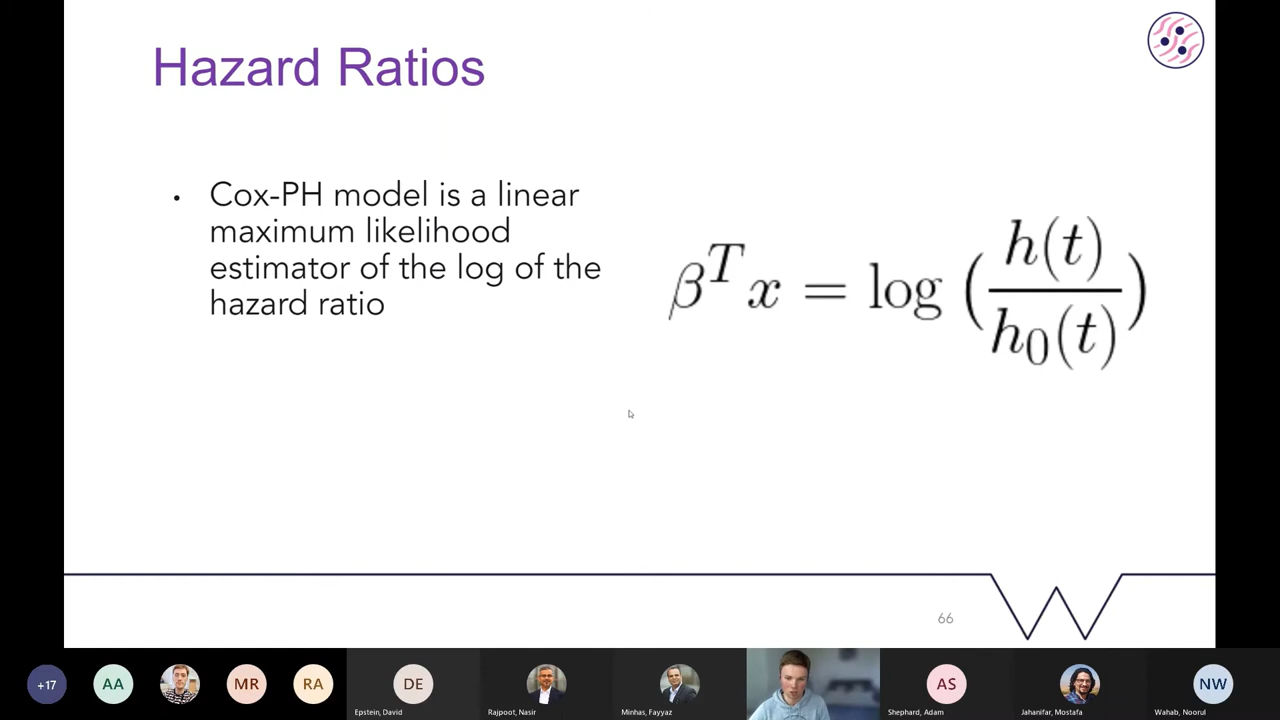 Hazard Ratios
• Cox-PH model is a linear
maximum likelihood
estimator of the log of the
hazard ratio
β^T x = log (h(t) / h₀(t))
66
+17
AA
MR
RA
DE
AS
NW
Epstein, David
Rajpoot, Nasir
Minhas, Fayyaz
Shephard, Adam
Jahanifar, Mostafa
Wahab, Noorul